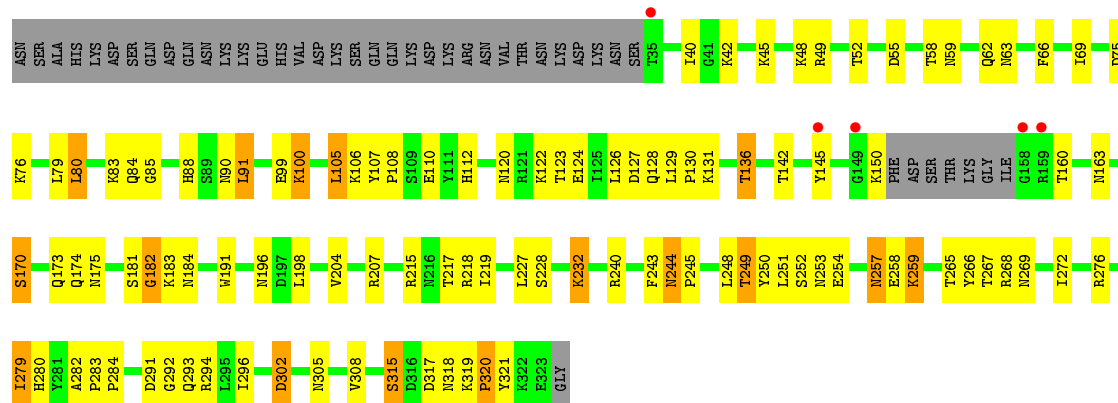 ASN SER ALA HIS LYS ASP SER GLN ASP GLN ASN LYS LYS GLU HIS VAL ASP LYS SER GLN GLN LYS ASP LYS ARG ASN VAL THR ASN LYS ASP LYS ASN SER T35 I40 G41 K42 K45 K48 R49 T52 D55 T58 N59 Q62 N63 F66 I69 D75
K76 L79 L80 K83 Q84 G85 H88 S89 N90 L91 E99 K100 L105 K106 Y107 P108 S109 E110 Y111 H112 N120 R121 K122 T123 E124 I125 L126 D127 Q128 L129 P130 K131 T136 T142 Y145 G149 K150 PHE ASP SER THR LYS GLY ILE G158 R159 T160 N163
S170 Q173 Q174 N175 S181 G182 K183 N184 W191 N196 D197 L198 V204 R207 R215 N216 T217 R218 I219 L227 S228 K232 R240 F243 N244 P245 L248 T249 Y250 L251 S252 N253 E254 N257 E258 K259 T265 Y266 T267 R268 N269 I272 R276
I279 H280 Y281 A282 P283 P284 D291 G292 Q293 R294 L295 I296 D302 N305 V308 S315 D316 D317 N318 K319 P320 Y321 K322 E323 GLY